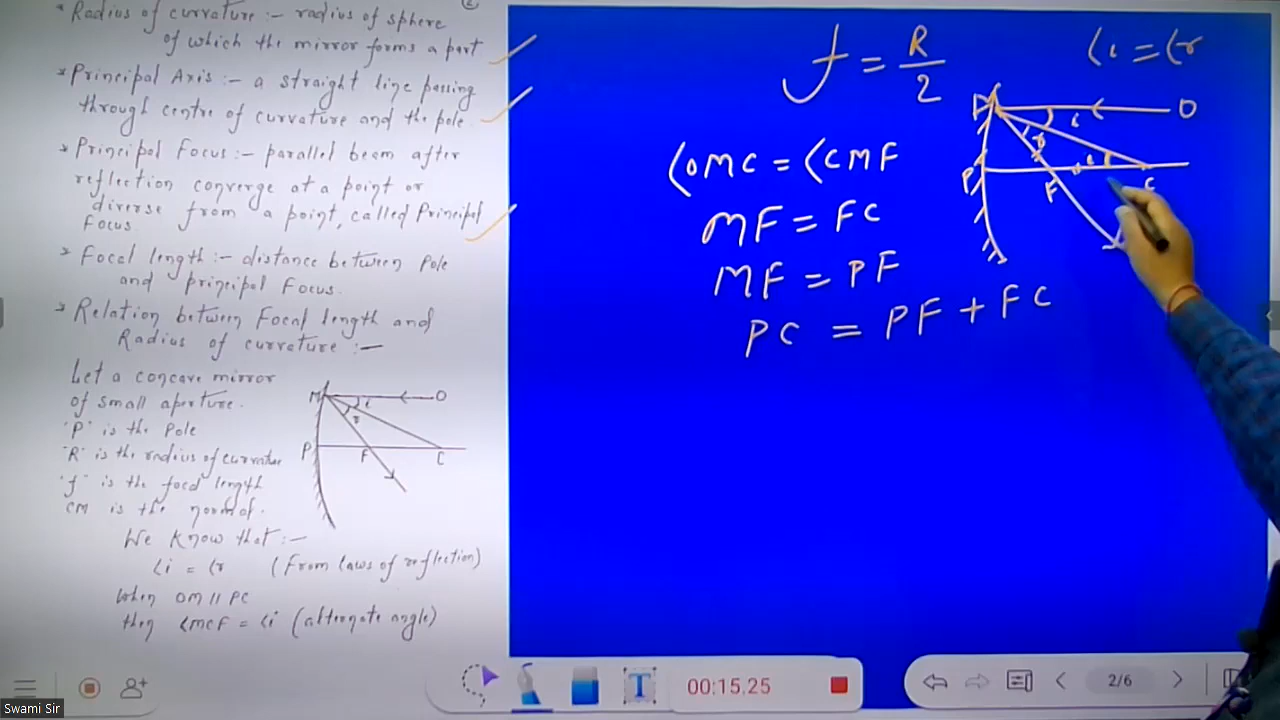 * Radius of curvature :- radius of sphere
of which the mirror forms a part
* Principal Axis :- a straight line passing
through centre of curvature and the pole.
* Principal Focus :- parallel beam after
reflection converge at a point or
diverse from a point, called Principal
Focus
* Focal length :- distance between Pole
and principal Focus.
* Relation between Focal length and
Radius of curvature :-
Let a concave mirror
of small aperture.
'P' is the Pole
'R' is the radius of curvature
'f' is the focal length
CM is the normal.
M i O
r
P F C
We know that :-
<i = <r (From laws of reflection)
When OM || PC
then <MCF = <i (alternate angle)
f = R/2
<i = <r
<OMC = <CMF
MF = FC
MF = PF
PC = PF + FC
M i O
r i
P F C
00:15.25
2/6
Swami Sir